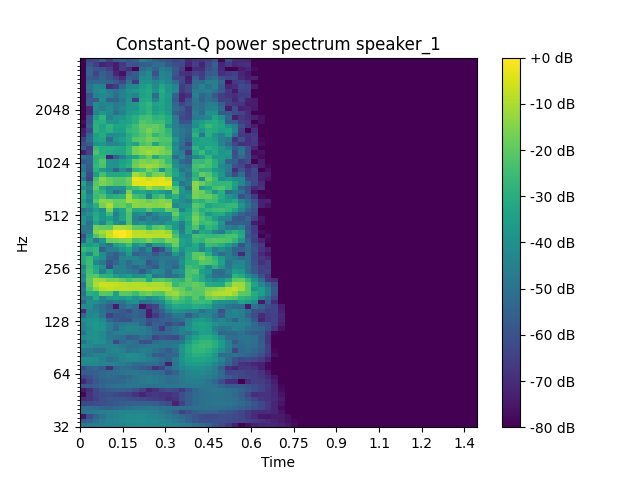 Constant-Q power spectrum speaker_1
Hz
2048
1024
512
256
128
64
32
0 0.15 0.3 0.45 0.6 0.75 0.9 1.1 1.2 1.4
Time
+0 dB
-10 dB
-20 dB
-30 dB
-40 dB
-50 dB
-60 dB
-70 dB
-80 dB